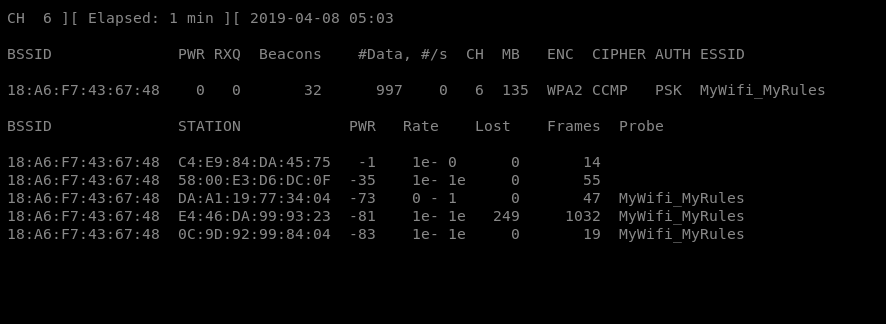 CH  6 ][ Elapsed: 1 min ][ 2019-04-08 05:03
BSSID              PWR RXQ  Beacons    #Data, #/s  CH  MB   ENC  CIPHER AUTH ESSID
18:A6:F7:43:67:48    0   0       32      997    0   6  135  WPA2 CCMP   PSK  MyWifi_MyRules
BSSID              STATION            PWR   Rate    Lost    Frames  Probe
18:A6:F7:43:67:48  C4:E9:84:DA:45:75   -1    1e- 0      0       14
18:A6:F7:43:67:48  58:00:E3:D6:DC:0F  -35    1e- 1e     0       55
18:A6:F7:43:67:48  DA:A1:19:77:34:04  -73    0 - 1      0       47  MyWifi_MyRules
18:A6:F7:43:67:48  E4:46:DA:99:93:23  -81    1e- 1e   249     1032  MyWifi_MyRules
18:A6:F7:43:67:48  0C:9D:92:99:84:04  -83    1e- 1e     0       19  MyWifi_MyRules